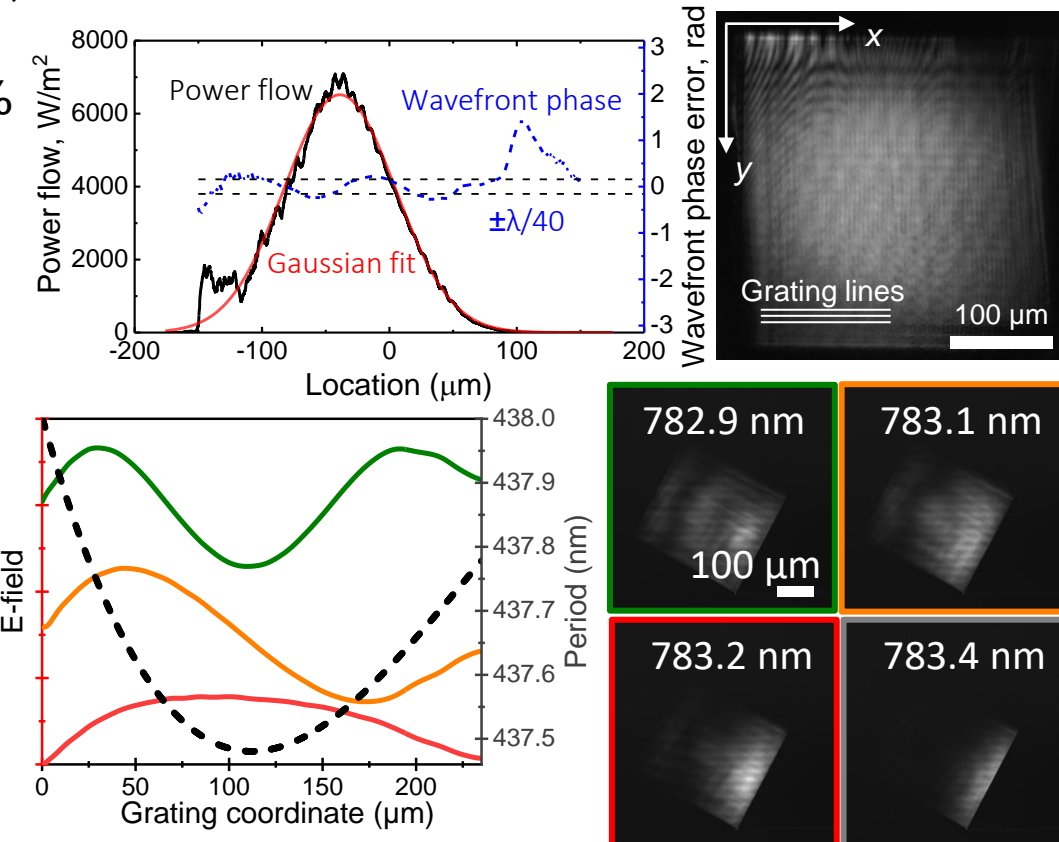 %
8000
6000
4000
2000
0
Power flow, W/m²
-200
-100
0
100
200
Location (μm)
3
2
1
0
-1
-2
-3
Wavefront phase error, rad
Power flow
Wavefront phase
±λ/40
Gaussian fit
x
y
Grating lines
100 μm
E-field
438.0
437.9
437.8
437.7
437.6
437.5
Period (nm)
0
50
100
150
200
Grating coordinate (μm)
782.9 nm
100 μm
783.1 nm
783.2 nm
783.4 nm